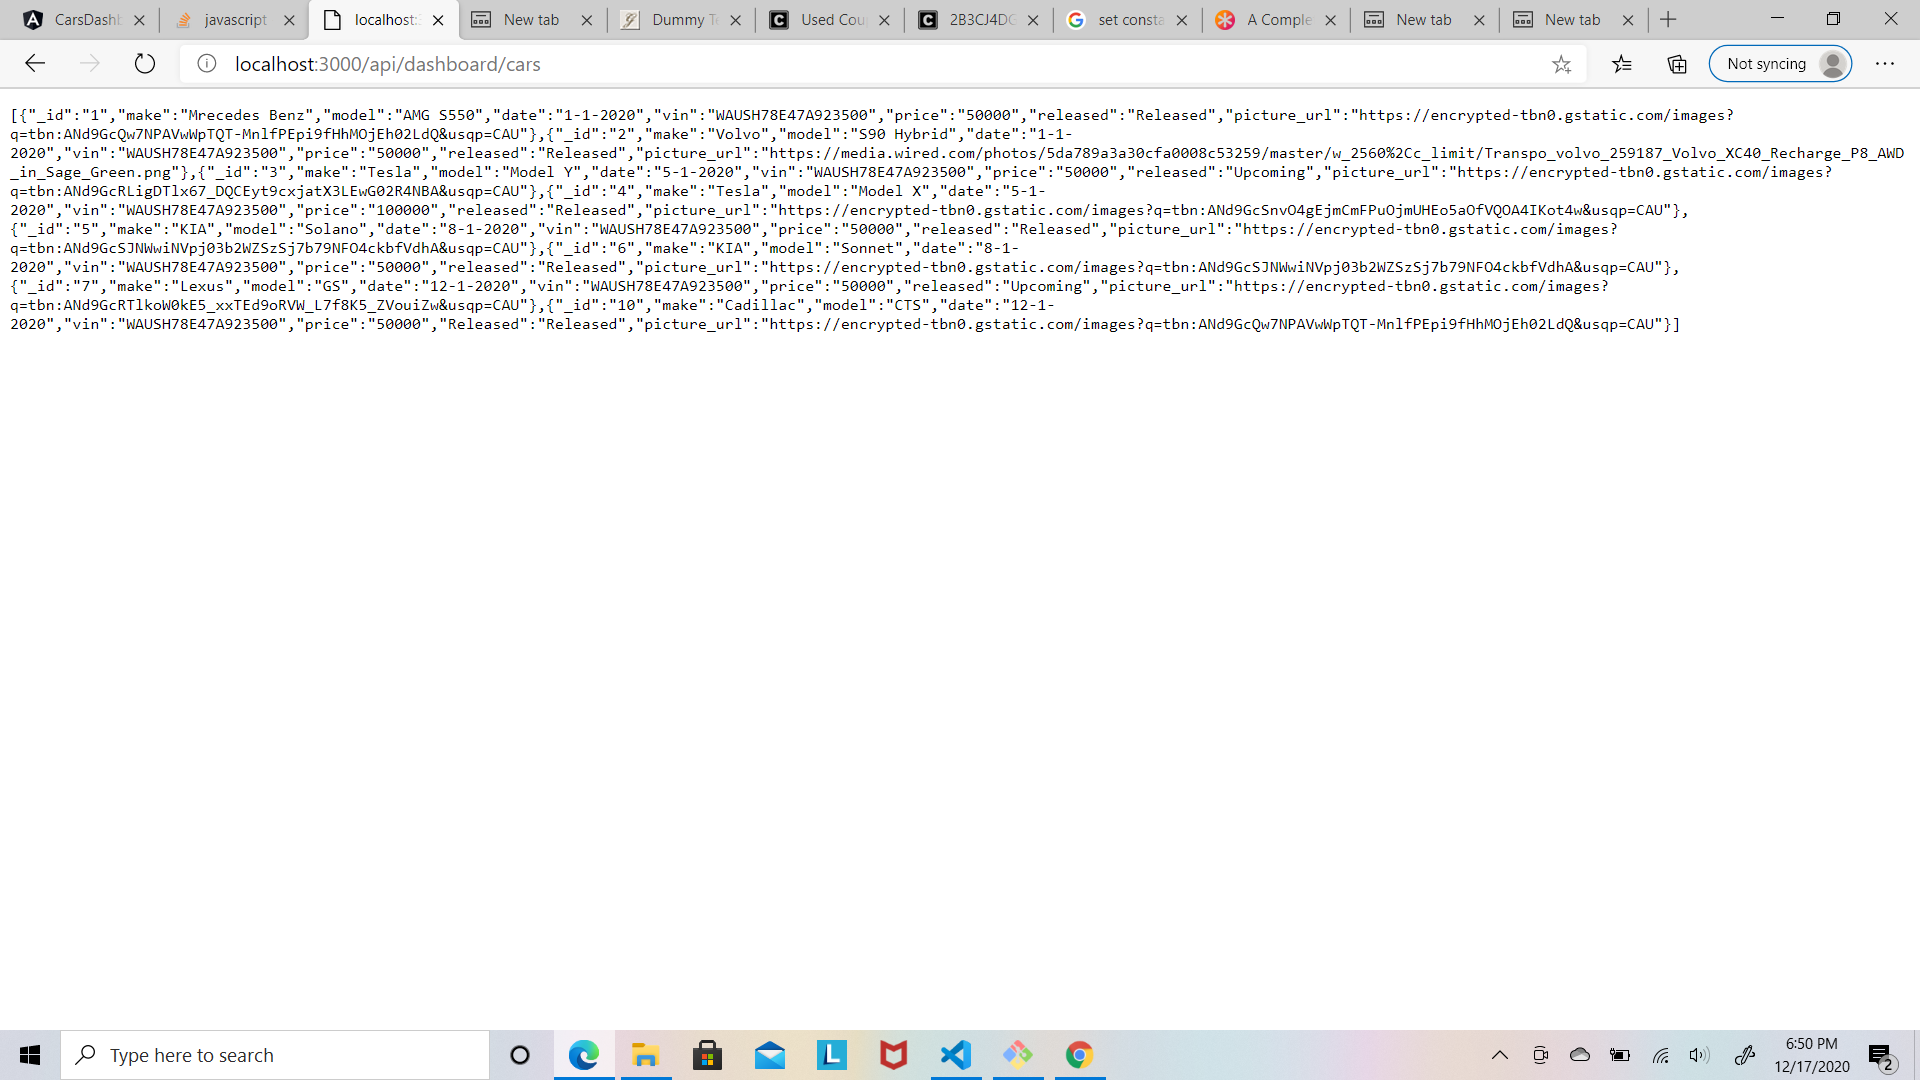 CarsDashb
javascript
localhost:3
New tab
Dummy Te
Used Cou
2B3CJ4DG
set consta
A Comple
New tab
New tab
localhost:3000/api/dashboard/cars
Not syncing
[{"_id":"1","make":"Mrecedes Benz","model":"AMG S550","date":"1-1-2020","vin":"WAUSH78E47A923500","price":"50000","released":"Released","picture_url":"https://encrypted-tbn0.gstatic.com/images?
q=tbn:ANd9GcQw7NPAVwWpTQT-MnlfPEpi9fHhMOjEh02LdQ&usqp=CAU"},{"_id":"2","make":"Volvo","model":"S90 Hybrid","date":"1-1-
2020","vin":"WAUSH78E47A923500","price":"50000","released":"Released","picture_url":"https://media.wired.com/photos/5da789a3a30cfa0008c53259/master/w_2560%2Cc_limit/Transpo_volvo_259187_Volvo_XC40_Recharge_P8_AWD
_in_Sage_Green.png"},{"_id":"3","make":"Tesla","model":"Model Y","date":"5-1-2020","vin":"WAUSH78E47A923500","price":"50000","released":"Upcoming","picture_url":"https://encrypted-tbn0.gstatic.com/images?
q=tbn:ANd9GcRLigDTlx67_DQCEyt9cxjatX3LEwG02R4NBA&usqp=CAU"},{"_id":"4","make":"Tesla","model":"Model X","date":"5-1-
2020","vin":"WAUSH78E47A923500","price":"100000","released":"Released","picture_url":"https://encrypted-tbn0.gstatic.com/images?q=tbn:ANd9GcSnvO4gEjmCmFPuOjmUHEo5aOfVQOA4IKot4w&usqp=CAU"},
{"_id":"5","make":"KIA","model":"Solano","date":"8-1-2020","vin":"WAUSH78E47A923500","price":"50000","released":"Released","picture_url":"https://encrypted-tbn0.gstatic.com/images?
q=tbn:ANd9GcSJNWwiNVpj03b2WZSzSj7b79NFO4ckbfVdhA&usqp=CAU"},{"_id":"6","make":"KIA","model":"Sonnet","date":"8-1-
2020","vin":"WAUSH78E47A923500","price":"50000","released":"Released","picture_url":"https://encrypted-tbn0.gstatic.com/images?q=tbn:ANd9GcSJNWwiNVpj03b2WZSzSj7b79NFO4ckbfVdhA&usqp=CAU"},
{"_id":"7","make":"Lexus","model":"GS","date":"12-1-2020","vin":"WAUSH78E47A923500","price":"50000","released":"Upcoming","picture_url":"https://encrypted-tbn0.gstatic.com/images?
q=tbn:ANd9GcRTlkoW0kE5_xxTEd9oRVW_L7f8K5_ZVouiZw&usqp=CAU"},{"_id":"10","make":"Cadillac","model":"CTS","date":"12-1-
2020","vin":"WAUSH78E47A923500","price":"50000","Released":"Released","picture_url":"https://encrypted-tbn0.gstatic.com/images?q=tbn:ANd9GcQw7NPAVwWpTQT-MnlfPEpi9fHhMOjEh02LdQ&usqp=CAU"}]
Type here to search
L
6:50 PM
12/17/2020
2